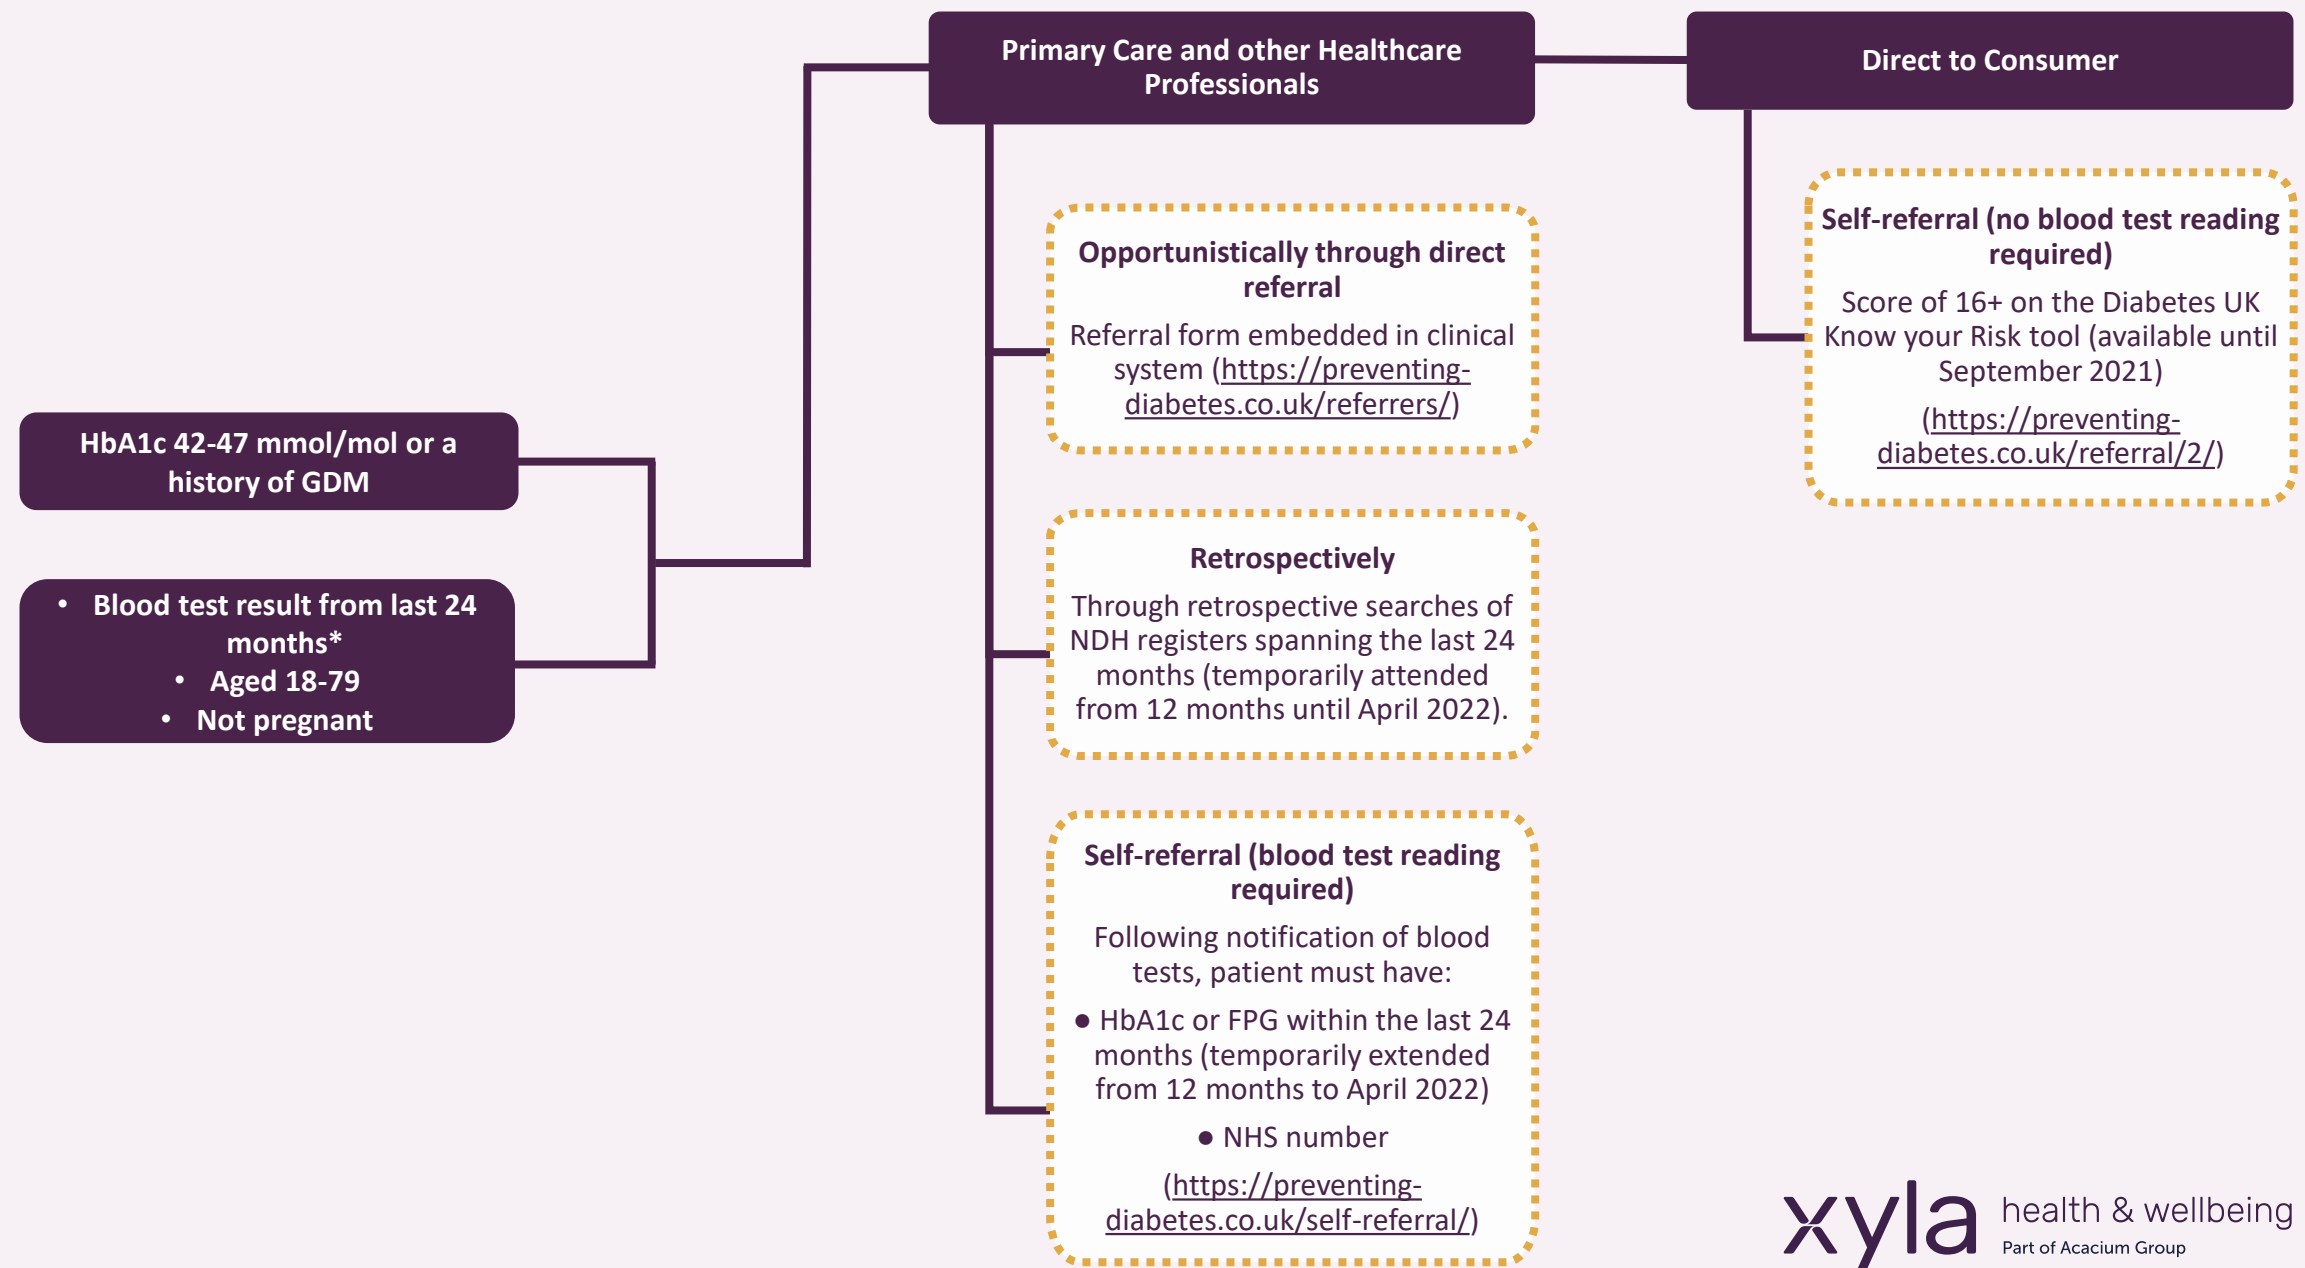 Primary Care and other Healthcare
Professionals
Direct to Consumer
Opportunistically through direct
referral
Referral form embedded in clinical
system (https://preventing-
diabetes.co.uk/referrers/)
Self-referral (no blood test reading
required)
Score of 16+ on the Diabetes UK
Know your Risk tool (available until
September 2021)
(https://preventing-
diabetes.co.uk/referral/2/)
HbA1c 42-47 mmol/mol or a
history of GDM
• Blood test result from last 24
months*
• Aged 18-79
• Not pregnant
Retrospectively
Through retrospective searches of
NDH registers spanning the last 24
months (temporarily attended
from 12 months until April 2022).
Self-referral (blood test reading
required)
Following notification of blood
tests, patient must have:
● HbA1c or FPG within the last 24
months (temporarily extended
from 12 months to April 2022)
● NHS number
(https://preventing-
diabetes.co.uk/self-referral/)
xyla health & wellbeing
Part of Acacium Group